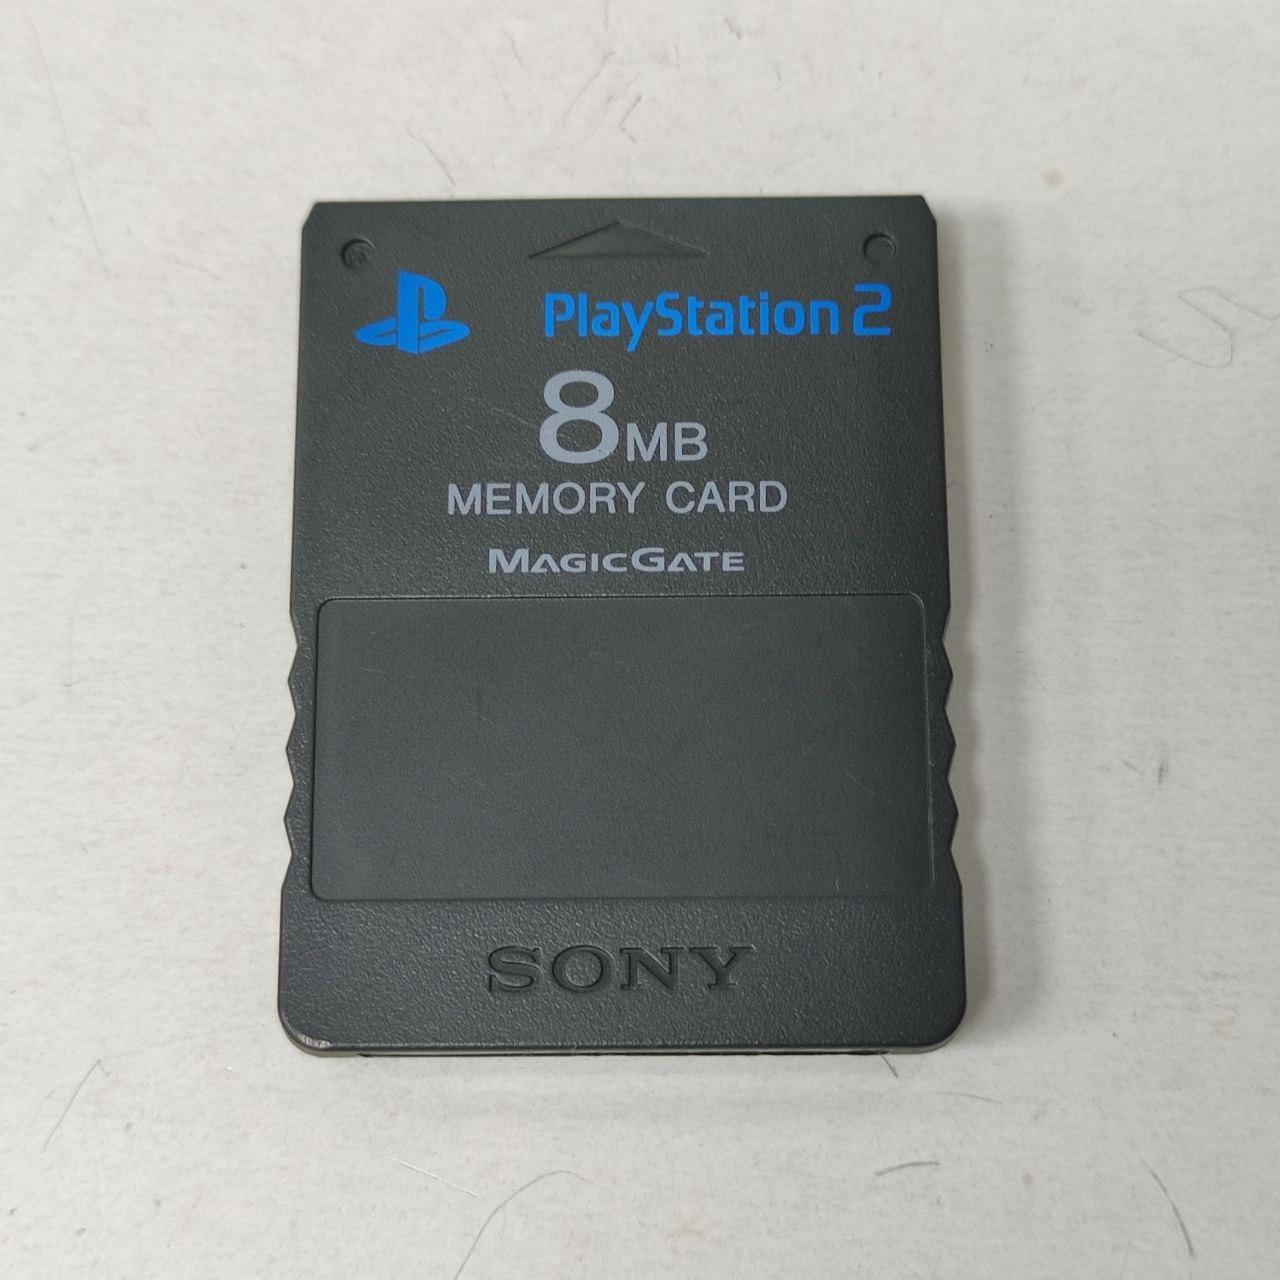 PlayStation 2
8MB
MEMORY CARD
MAGICGATE
SONY